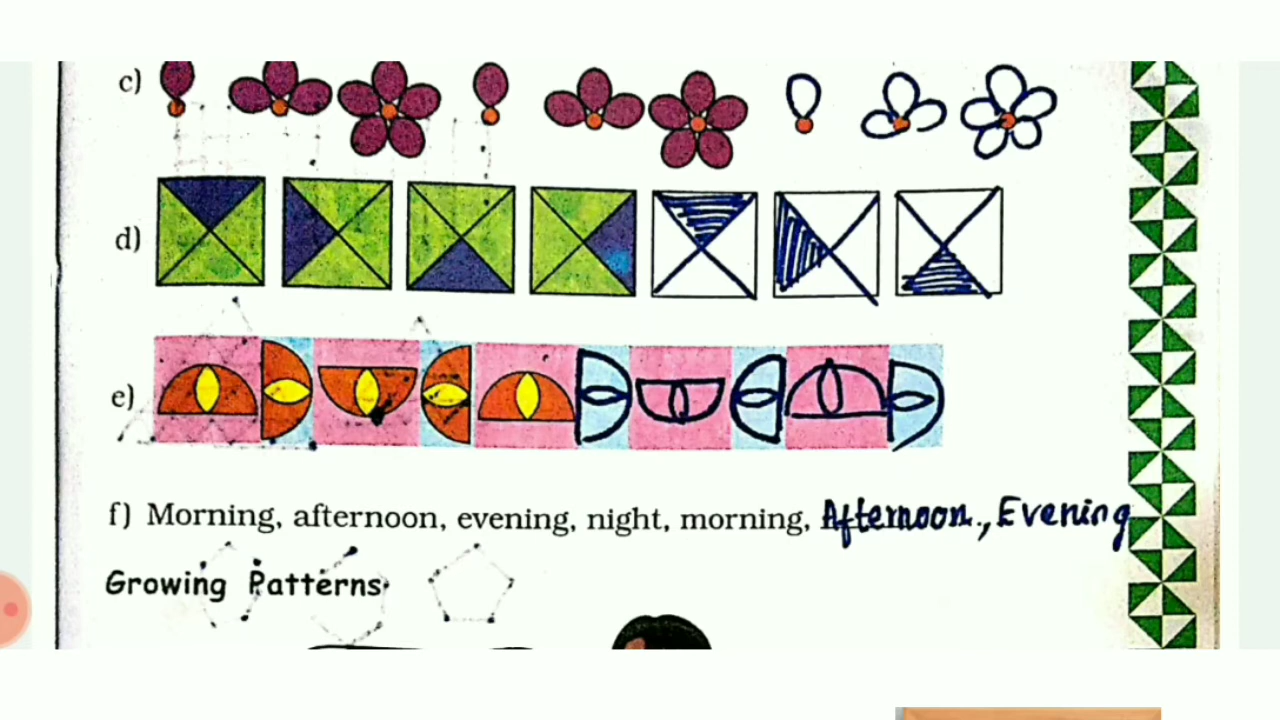 c)
d)
e)
f) Morning, afternoon, evening, night, morning, Afternoon., Evening
Growing Patterns